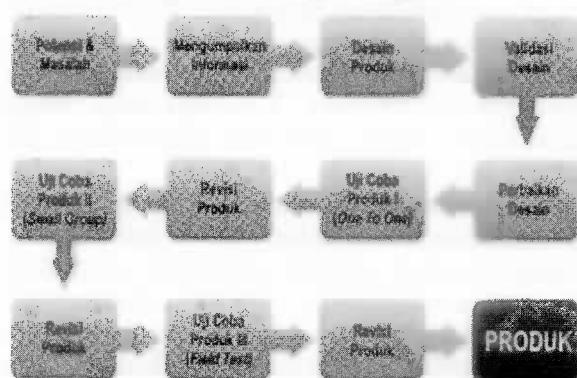 Potensi &
Masalah
Mengumpulkan
Informasi
Desain
Produk
Validasi
Desain
Perbaikan
Desain
Uji Coba
Produk I
(One To One)
Revisi
Produk
Uji Coba
Produk II
(Small Group)
Revisi
Produk
Uji Coba
Produk III
(Field Test)
Revisi
Produk
PRODUK